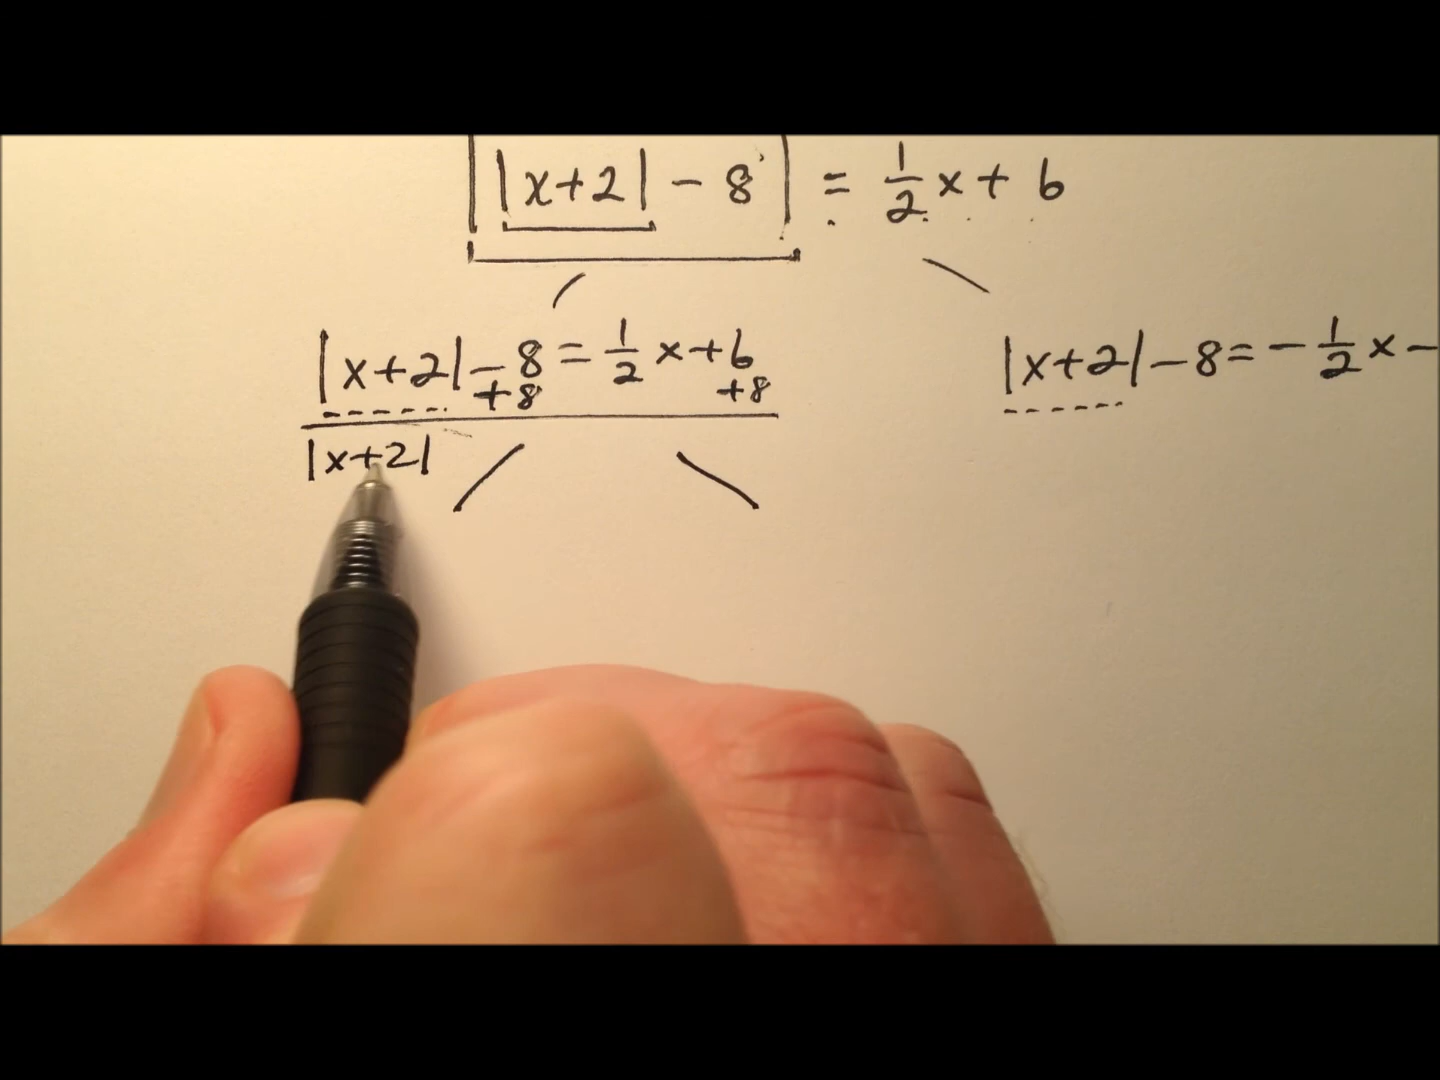 ||x+2| - 8| = 1/2 x + 6
|x+2| - 8 = 1/2 x + 6
+8 +8
|x+2|
|x+2| - 8 = - 1/2 x -